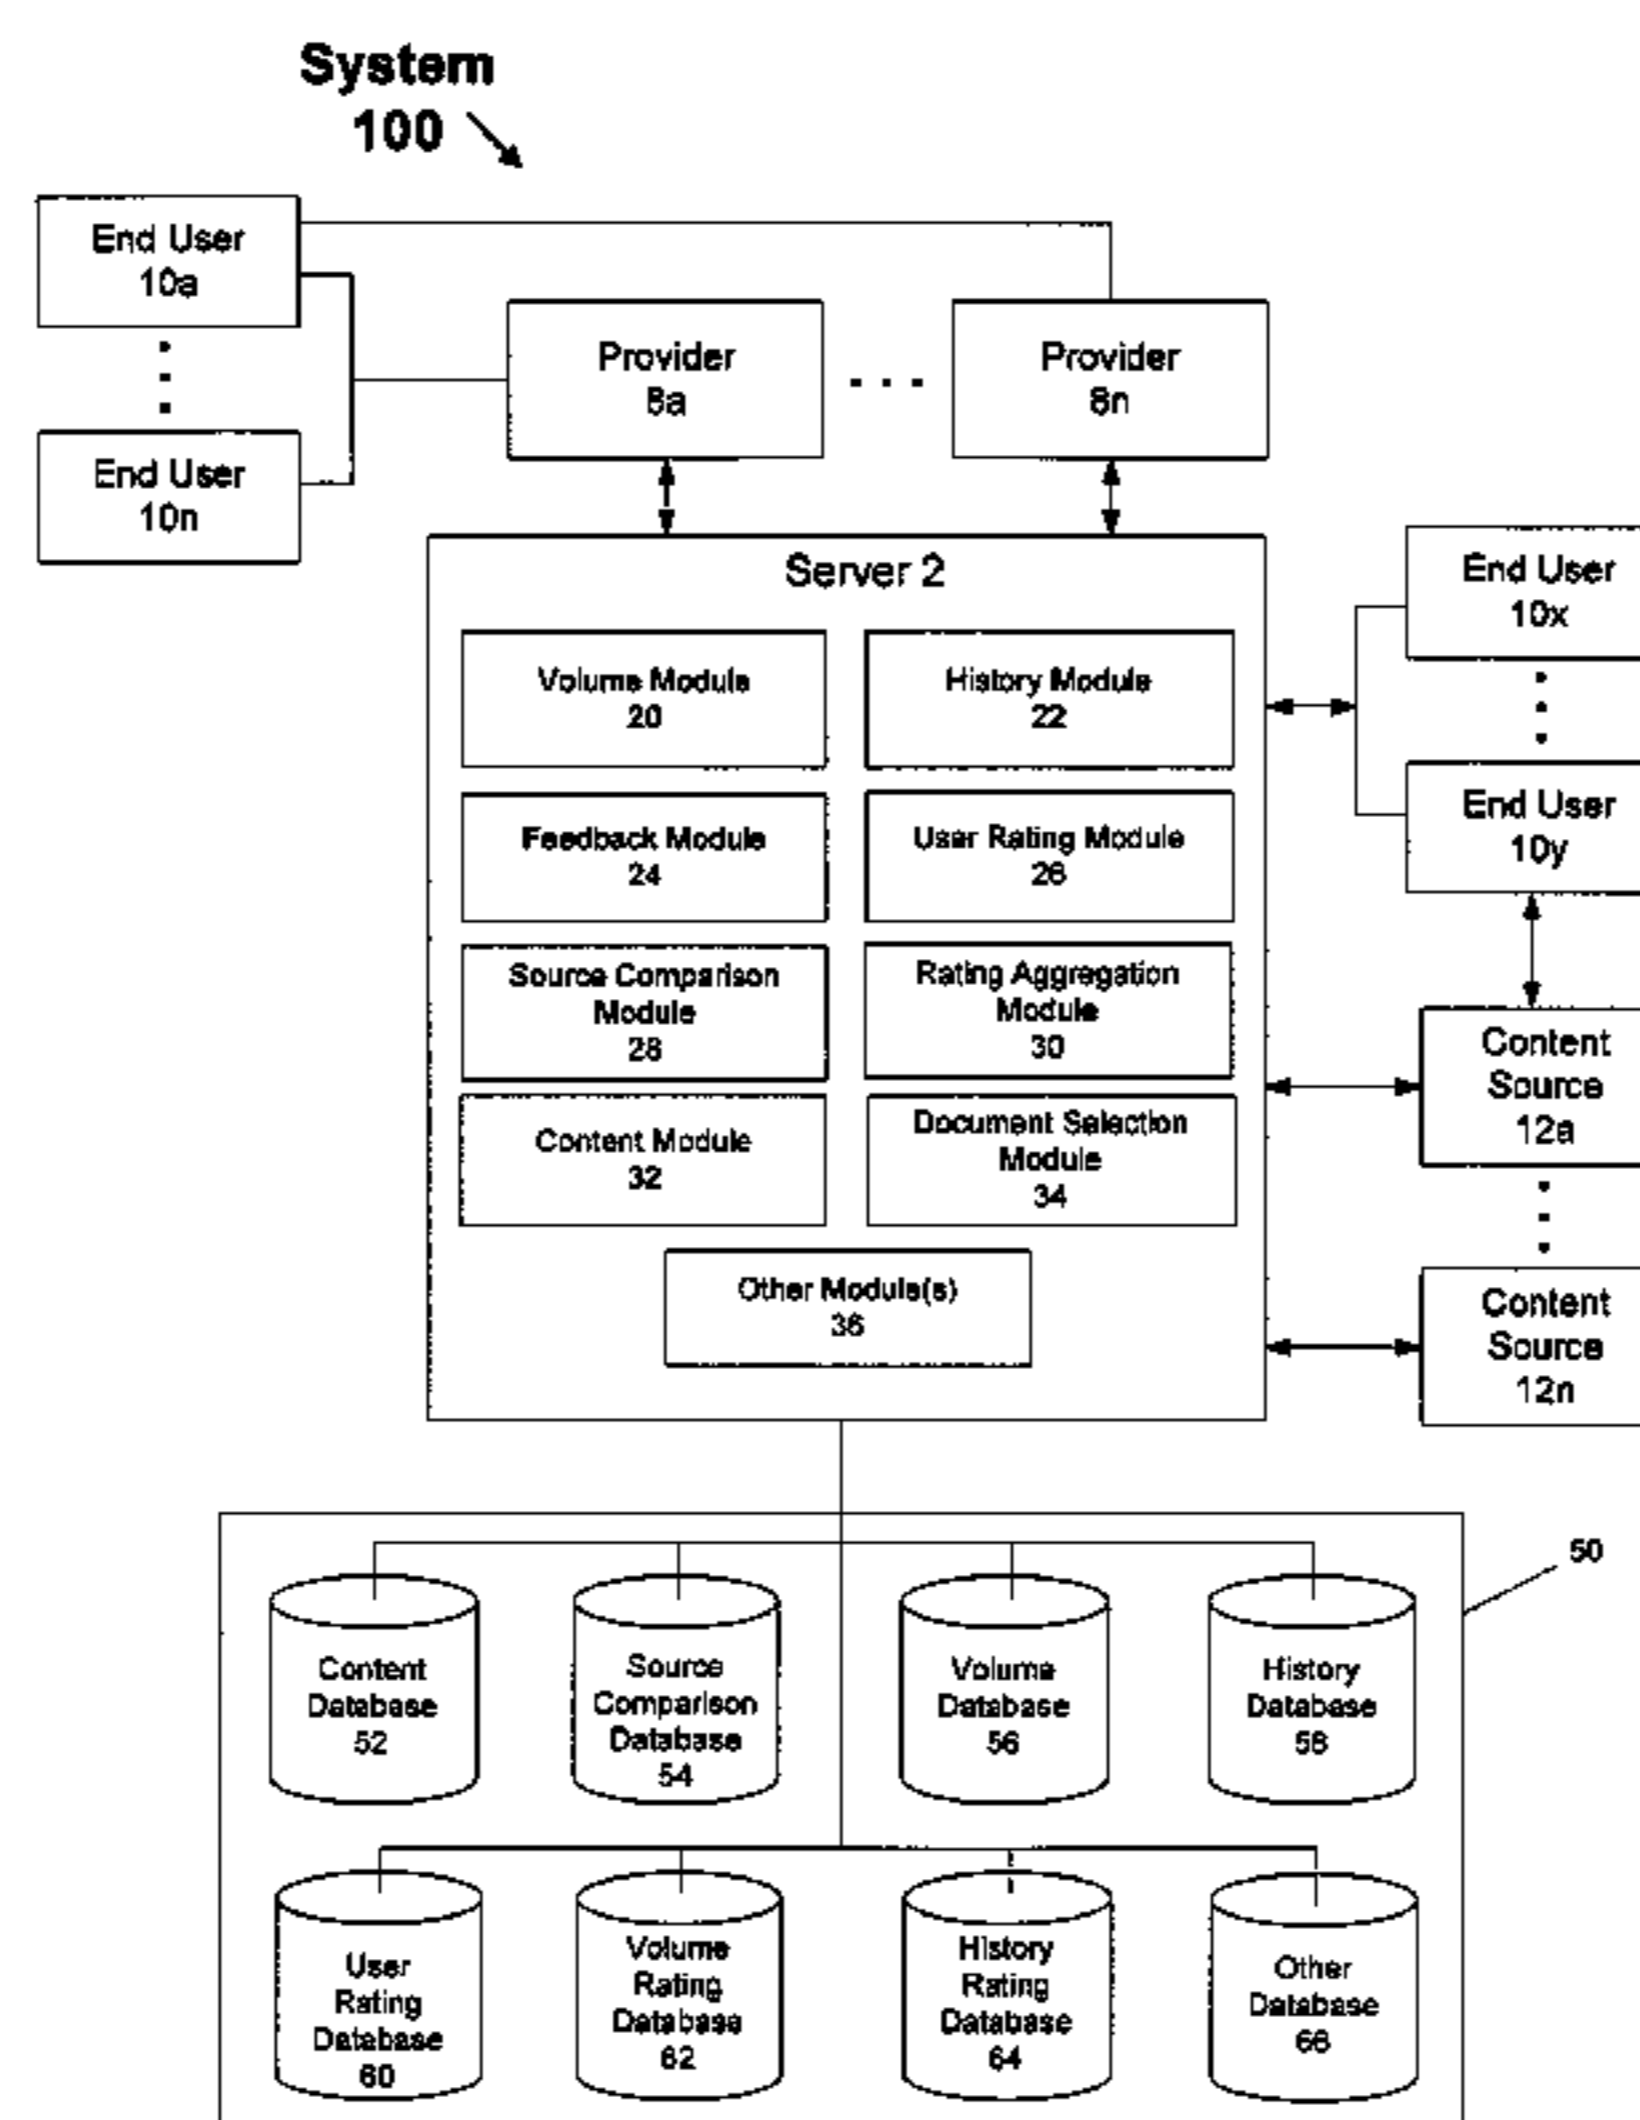 System
100
End User
10a
End User
10n
Provider
8a
Provider
8n
Server 2
Volume Module
20
History Module
22
Feedback Module
24
User Rating Module
26
Source Comparison
Module
28
Rating Aggregation
Module
30
Content Module
32
Document Selection
Module
34
Other Module(s)
36
End User
10x
End User
10y
Content
Source
12a
Content
Source
12n
50
Content
Database
52
Source
Comparison
Database
54
Volume
Database
56
History
Database
58
User
Rating
Database
60
Volume
Rating
Database
62
History
Rating
Database
64
Other
Database
66